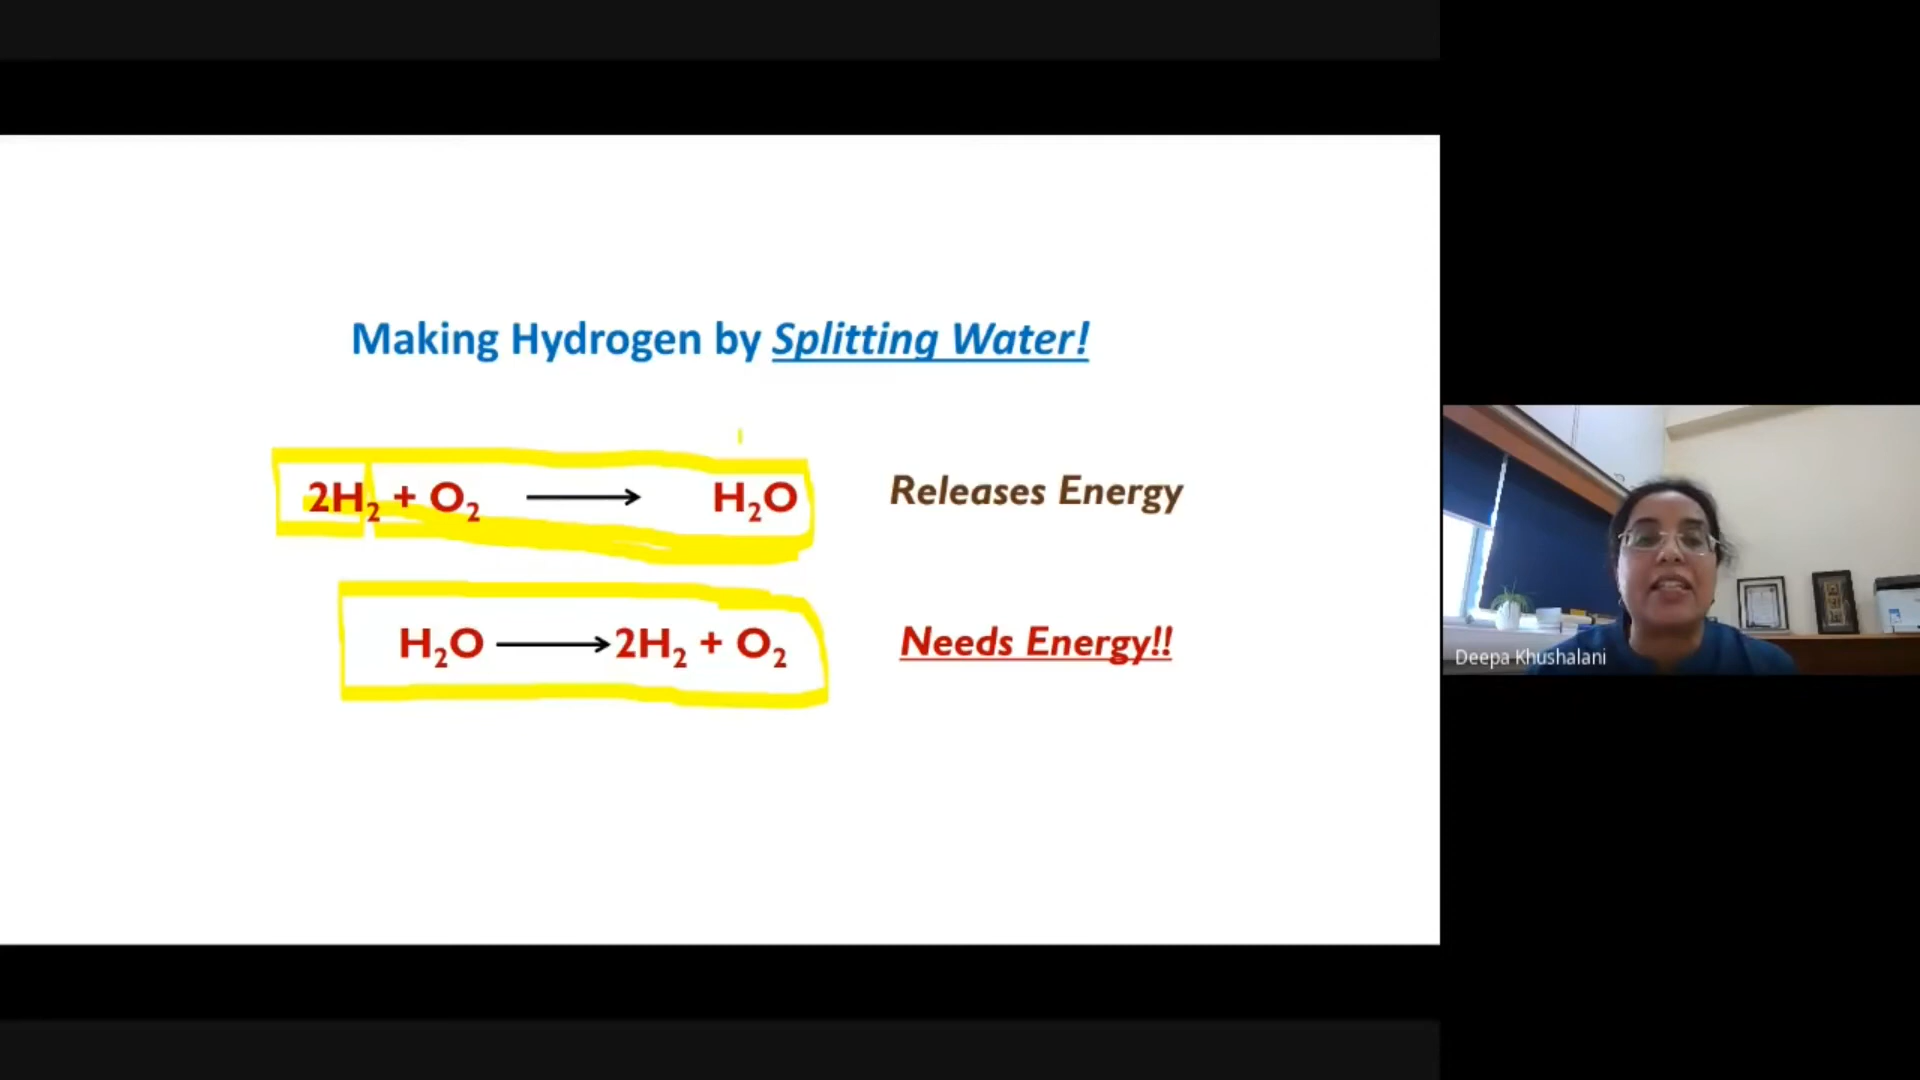 Making Hydrogen by Splitting Water!
2H₂ + O₂ ⟶ H₂O Releases Energy
H₂O ⟶ 2H₂ + O₂ Needs Energy!!
Deepa Khushalani